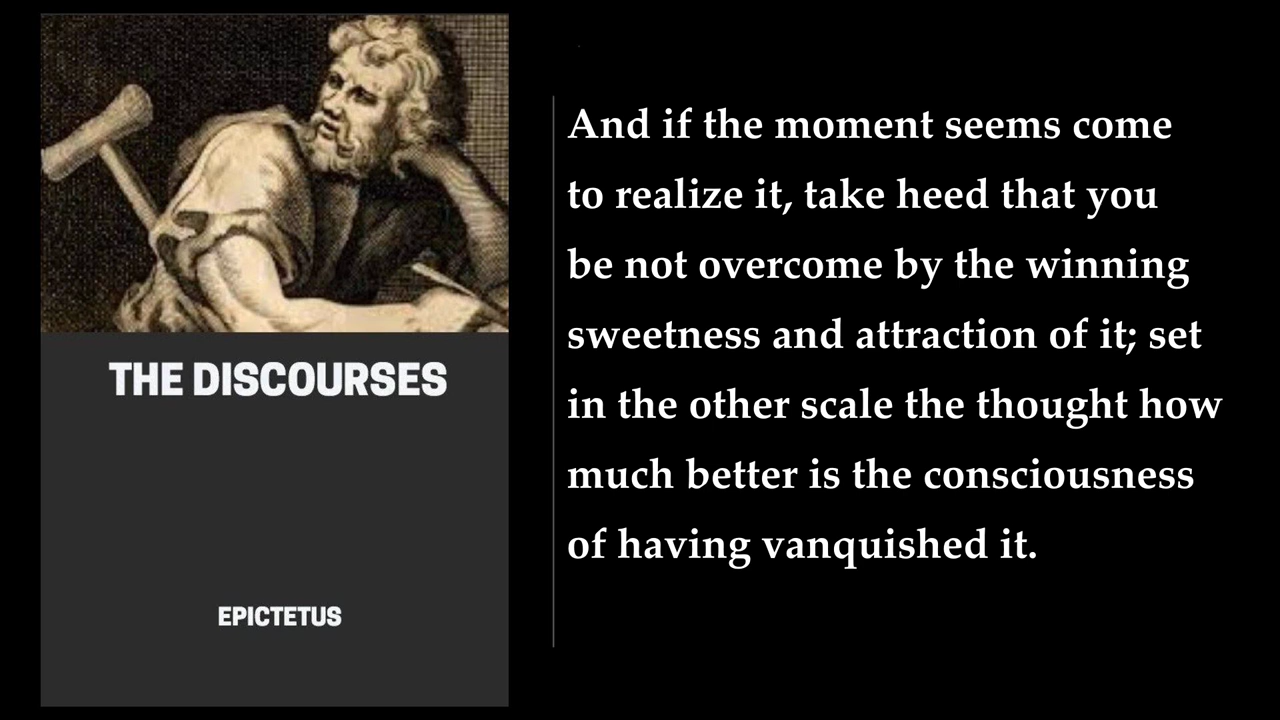 THE DISCOURSES
EPICTETUS
And if the moment seems come
to realize it, take heed that you
be not overcome by the winning
sweetness and attraction of it; set
in the other scale the thought how
much better is the consciousness
of having vanquished it.